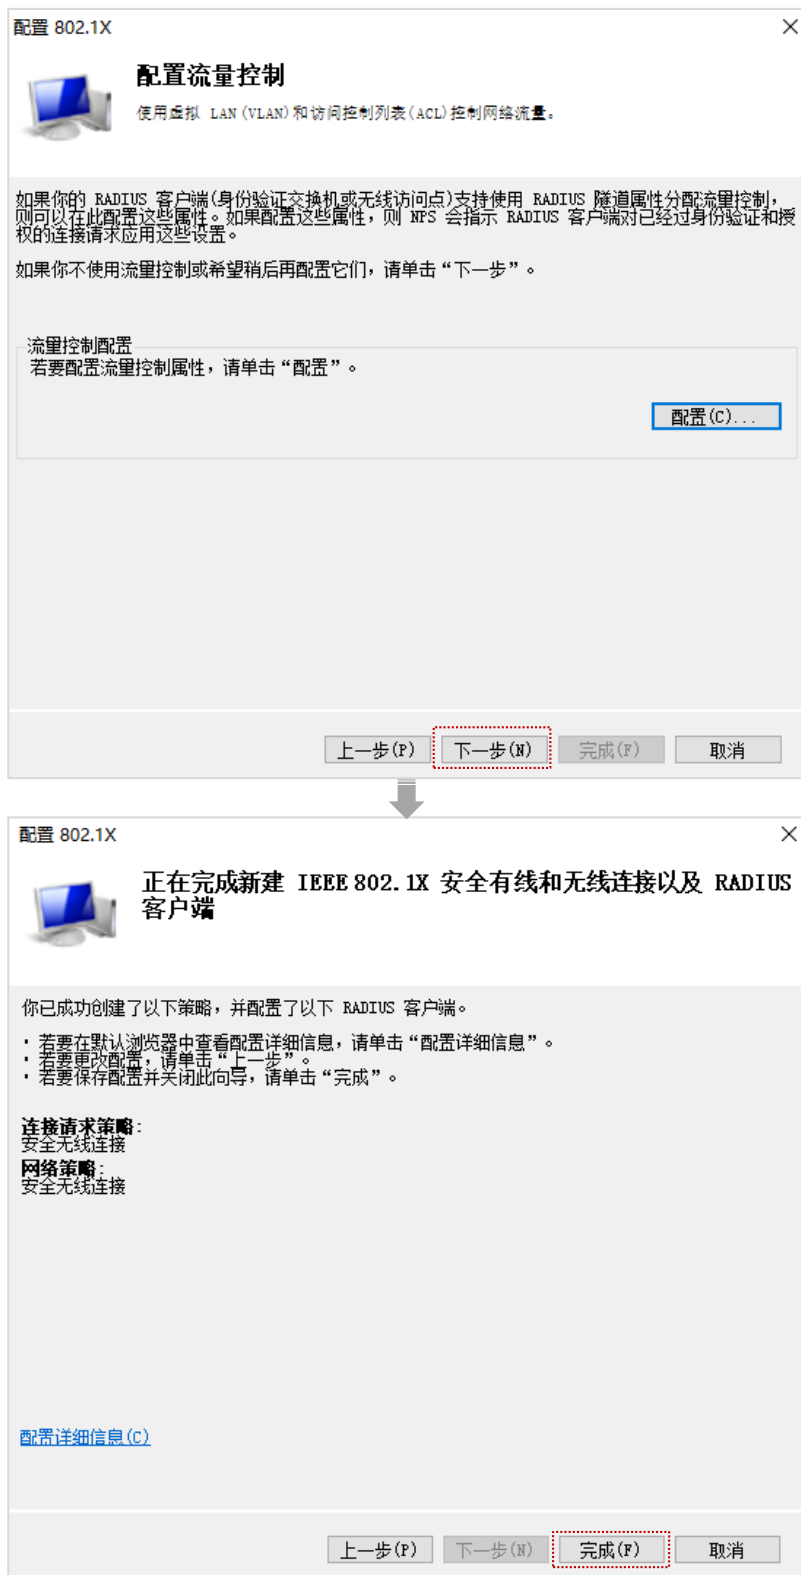 配置 802.1X
配置流量控制
使用虚拟 LAN (VLAN)和访问控制列表(ACL)控制网络流量。
如果你的 RADIUS 客户端(身份验证交换机或无线访问点)支持使用 RADIUS 隧道属性分配流量控制，
则可以在此配置这些属性。如果配置这些属性，则 NPS 会指示 RADIUS 客户端对已经过身份验证和授
权的连接请求应用这些设置。
如果你不使用流量控制或希望稍后再配置它们，请单击“下一步”。
流量控制配置
若要配置流量控制属性，请单击“配置”。
配置(C)...
上一步(P) 下一步(N) 完成(F) 取消
配置 802.1X
正在完成新建 IEEE 802.1X 安全有线和无线连接以及 RADIUS
客户端
你已成功创建了以下策略，并配置了以下 RADIUS 客户端。
· 若要在默认浏览器中查看配置详细信息，请单击“配置详细信息”。
· 若要更改配置，请单击“上一步”。
· 若要保存配置并关闭此向导，请单击“完成”。
连接请求策略:
安全无线连接
网络策略:
安全无线连接
配置详细信息(C)
上一步(P) 下一步(N) 完成(F) 取消